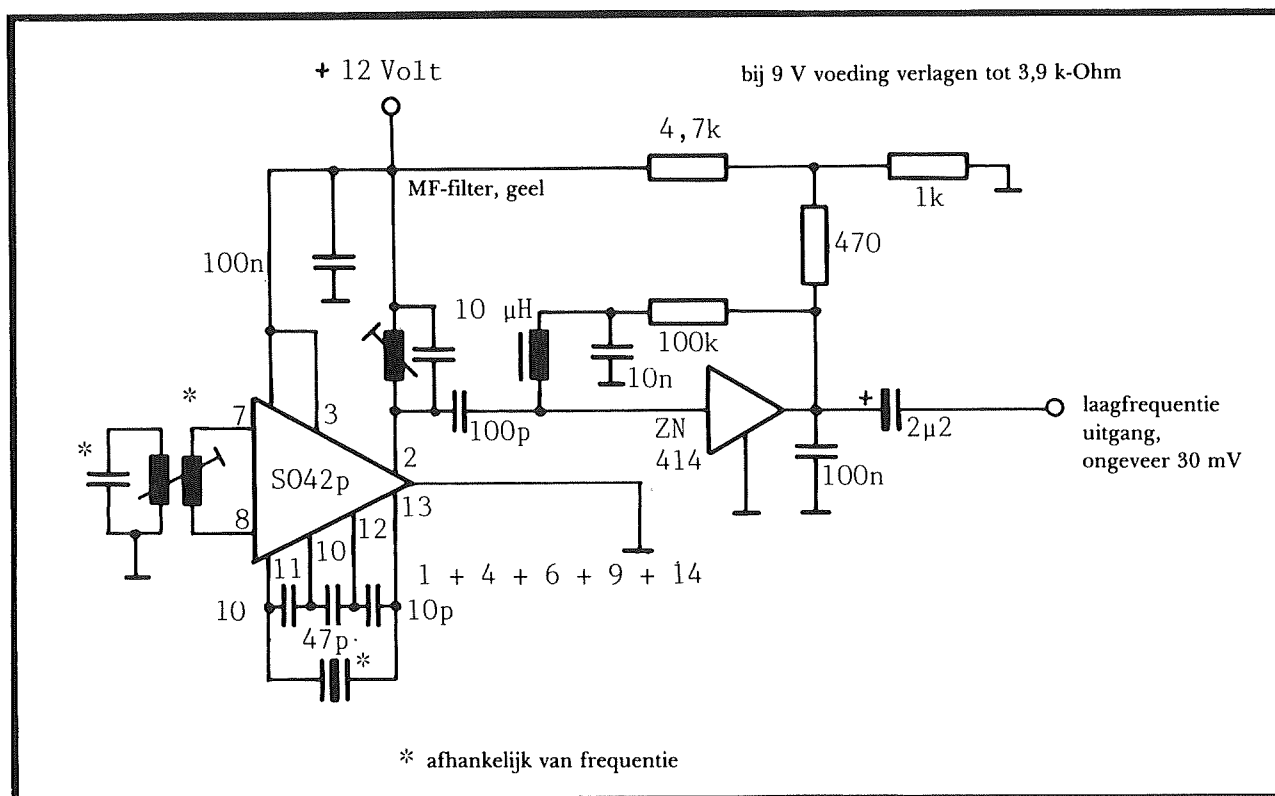 + 12 Volt
bij 9 V voeding verlagen tot 3,9 k-Ohm
4,7k
MF-filter, geel
1k
100n
470
10 µH
100k
10n
*
7
3
100p
ZN
414
+
2µ2
laagfrequentie
uitgang,
ongeveer 30 mV
*
SO42p
2
100n
8
13
12
10
11
1 + 4 + 6 + 9 + 14
10
10p
47p
*
* afhankelijk van frequentie